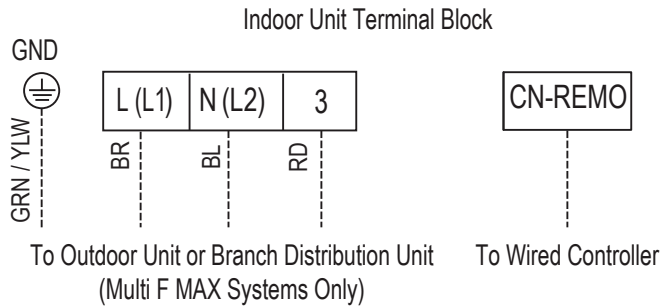 Indoor Unit Terminal Block
GND
L (L1) N (L2) 3
CN-REMO
GRN / YLW
BR
BL
RD
To Outdoor Unit or Branch Distribution Unit
(Multi F MAX Systems Only)
To Wired Controller